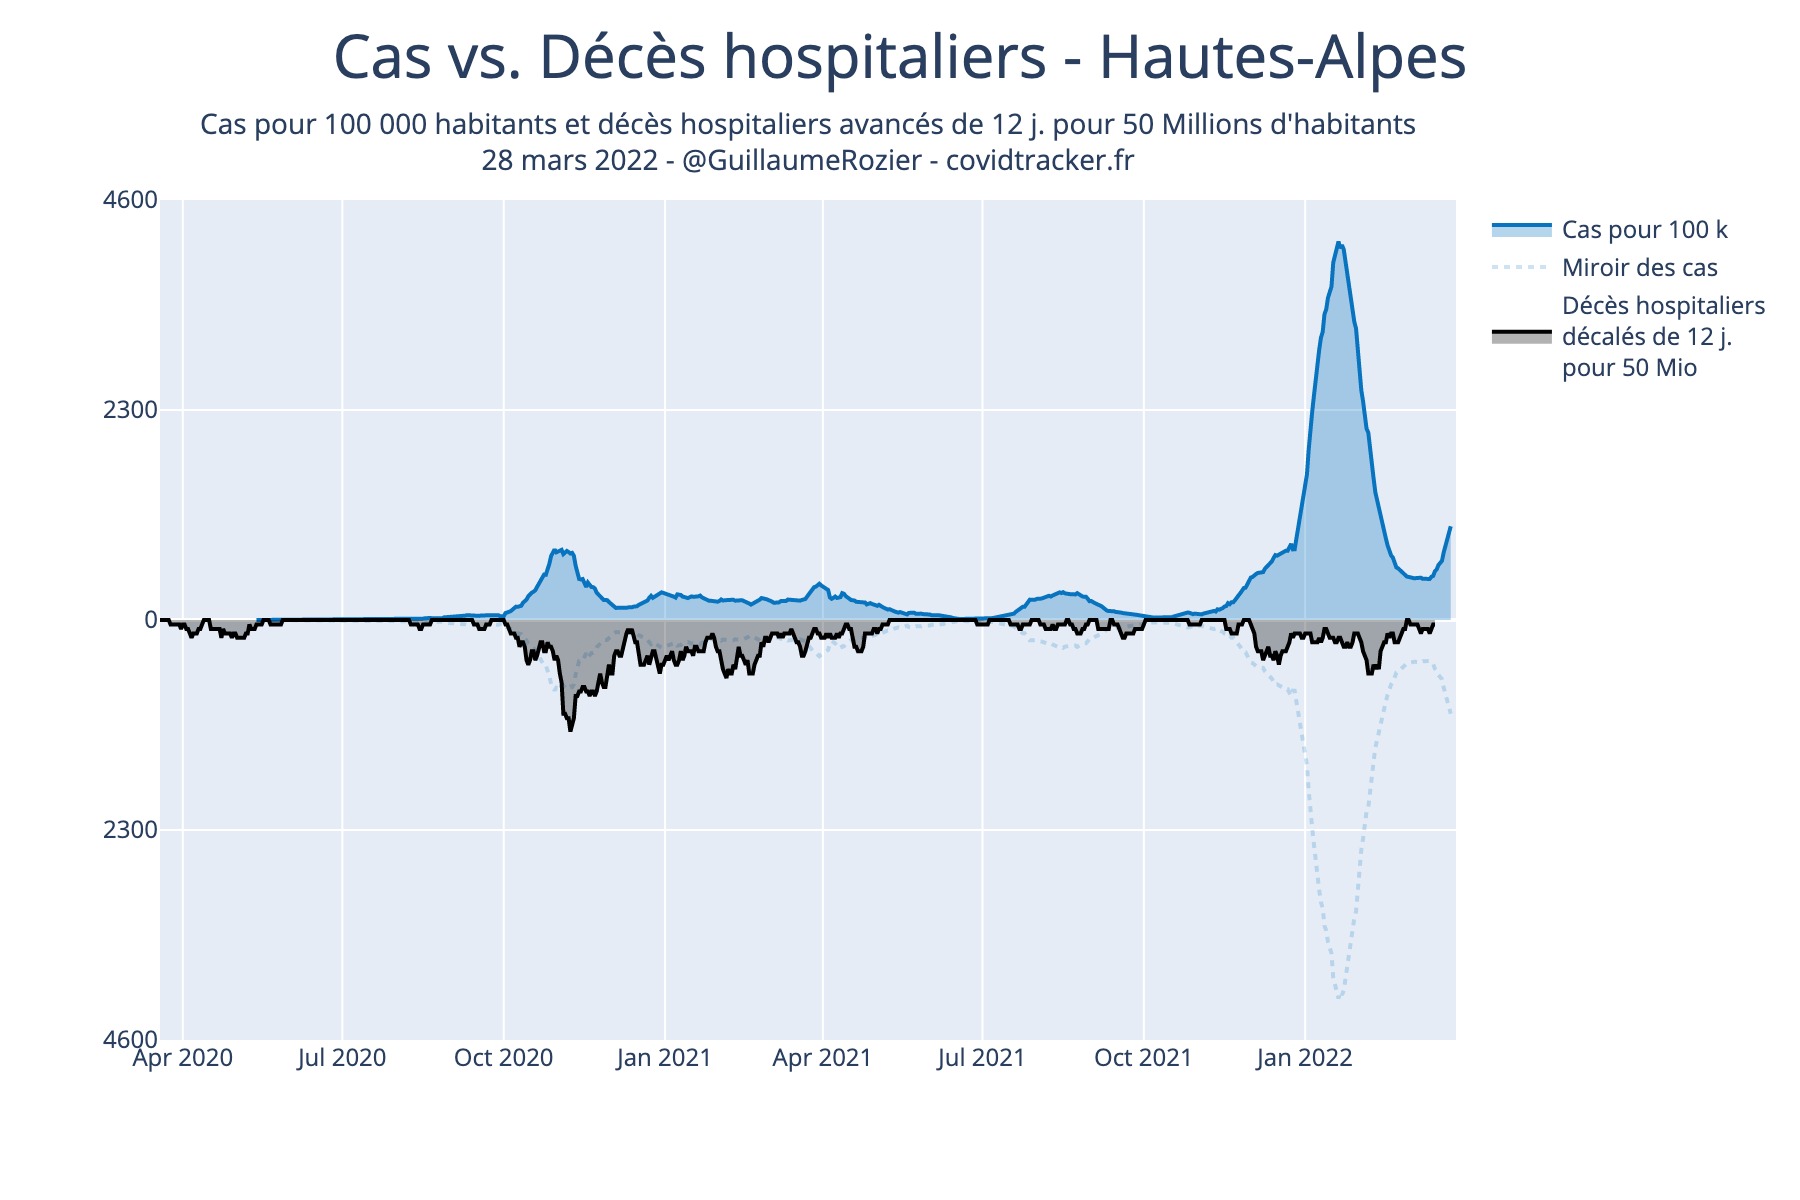 Cas vs. Décès hospitaliers - Hautes-Alpes
Cas pour 100 000 habitants et décès hospitaliers avancés de 12 j. pour 50 Millions d'habitants
28 mars 2022 - @GuillaumeRozier - covidtracker.fr
4600
2300
0
2300
4600
Apr 2020
Jul 2020
Oct 2020
Jan 2021
Apr 2021
Jul 2021
Oct 2021
Jan 2022
Cas pour 100 k
Miroir des cas
Décès hospitaliers
décalés de 12 j.
pour 50 Mio